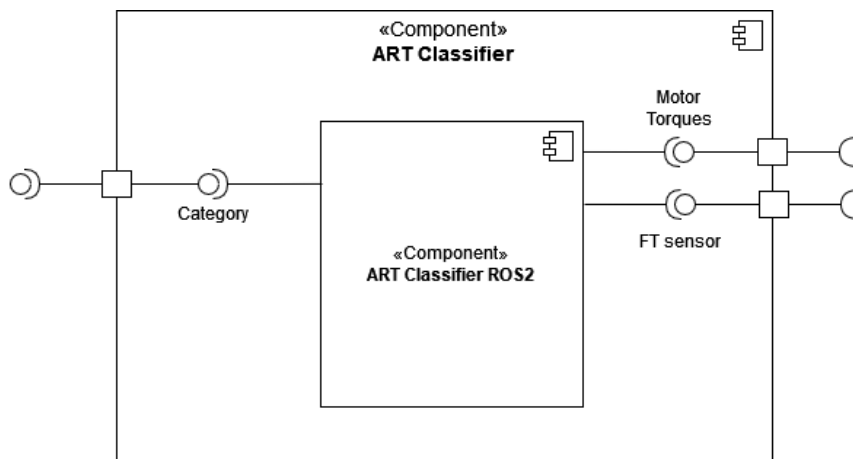 «Component»
ART Classifier
Motor
Torques
Category
FT sensor
«Component»
ART Classifier ROS2